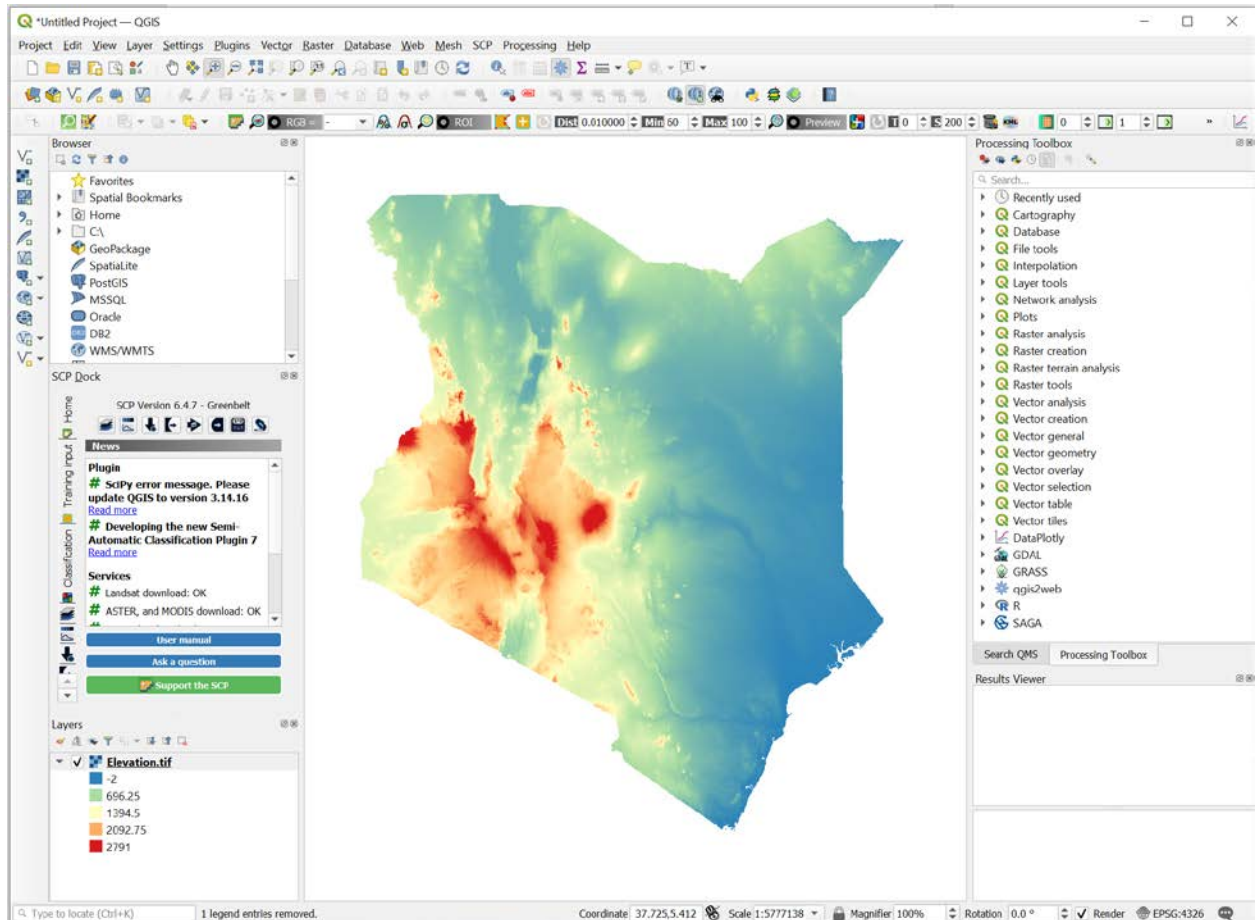 *Untitled Project — QGIS
Project Edit View Layer Settings Plugins Vector Raster Database Web Mesh SCP Processing Help
RGB = -
ROI
Dist 0.010000
Min 60
Max 100
Preview
T 0
S 200
0
1
»
Browser
Favorites
Spatial Bookmarks
Home
C:\
GeoPackage
SpatiaLite
PostGIS
MSSQL
Oracle
DB2
WMS/WMTS
SCP Dock
Home
Training input
Classification
SCP Version 6.4.7 - Greenbelt
News
Plugin
# SciPy error message. Please
update QGIS to version 3.14.16
Read more
# Developing the new Semi-
Automatic Classification Plugin 7
Read more
Services
# Landsat download: OK
# ASTER, and MODIS download: OK
User manual
Ask a question
Support the SCP
Layers
Elevation.tif
-2
696.25
1394.5
2092.75
2791
Processing Toolbox
Search...
Recently used
Cartography
Database
File tools
Interpolation
Layer tools
Network analysis
Plots
Raster analysis
Raster creation
Raster terrain analysis
Raster tools
Vector analysis
Vector creation
Vector general
Vector geometry
Vector overlay
Vector selection
Vector table
Vector tiles
DataPlotly
GDAL
GRASS
qgis2web
R
SAGA
Search QMS Processing Toolbox
Results Viewer
Type to locate (Ctrl+K) 1 legend entries removed. Coordinate 37.725,5.412 Scale 1:5777138 Magnifier 100% Rotation 0.0 ° Render EPSG:4326